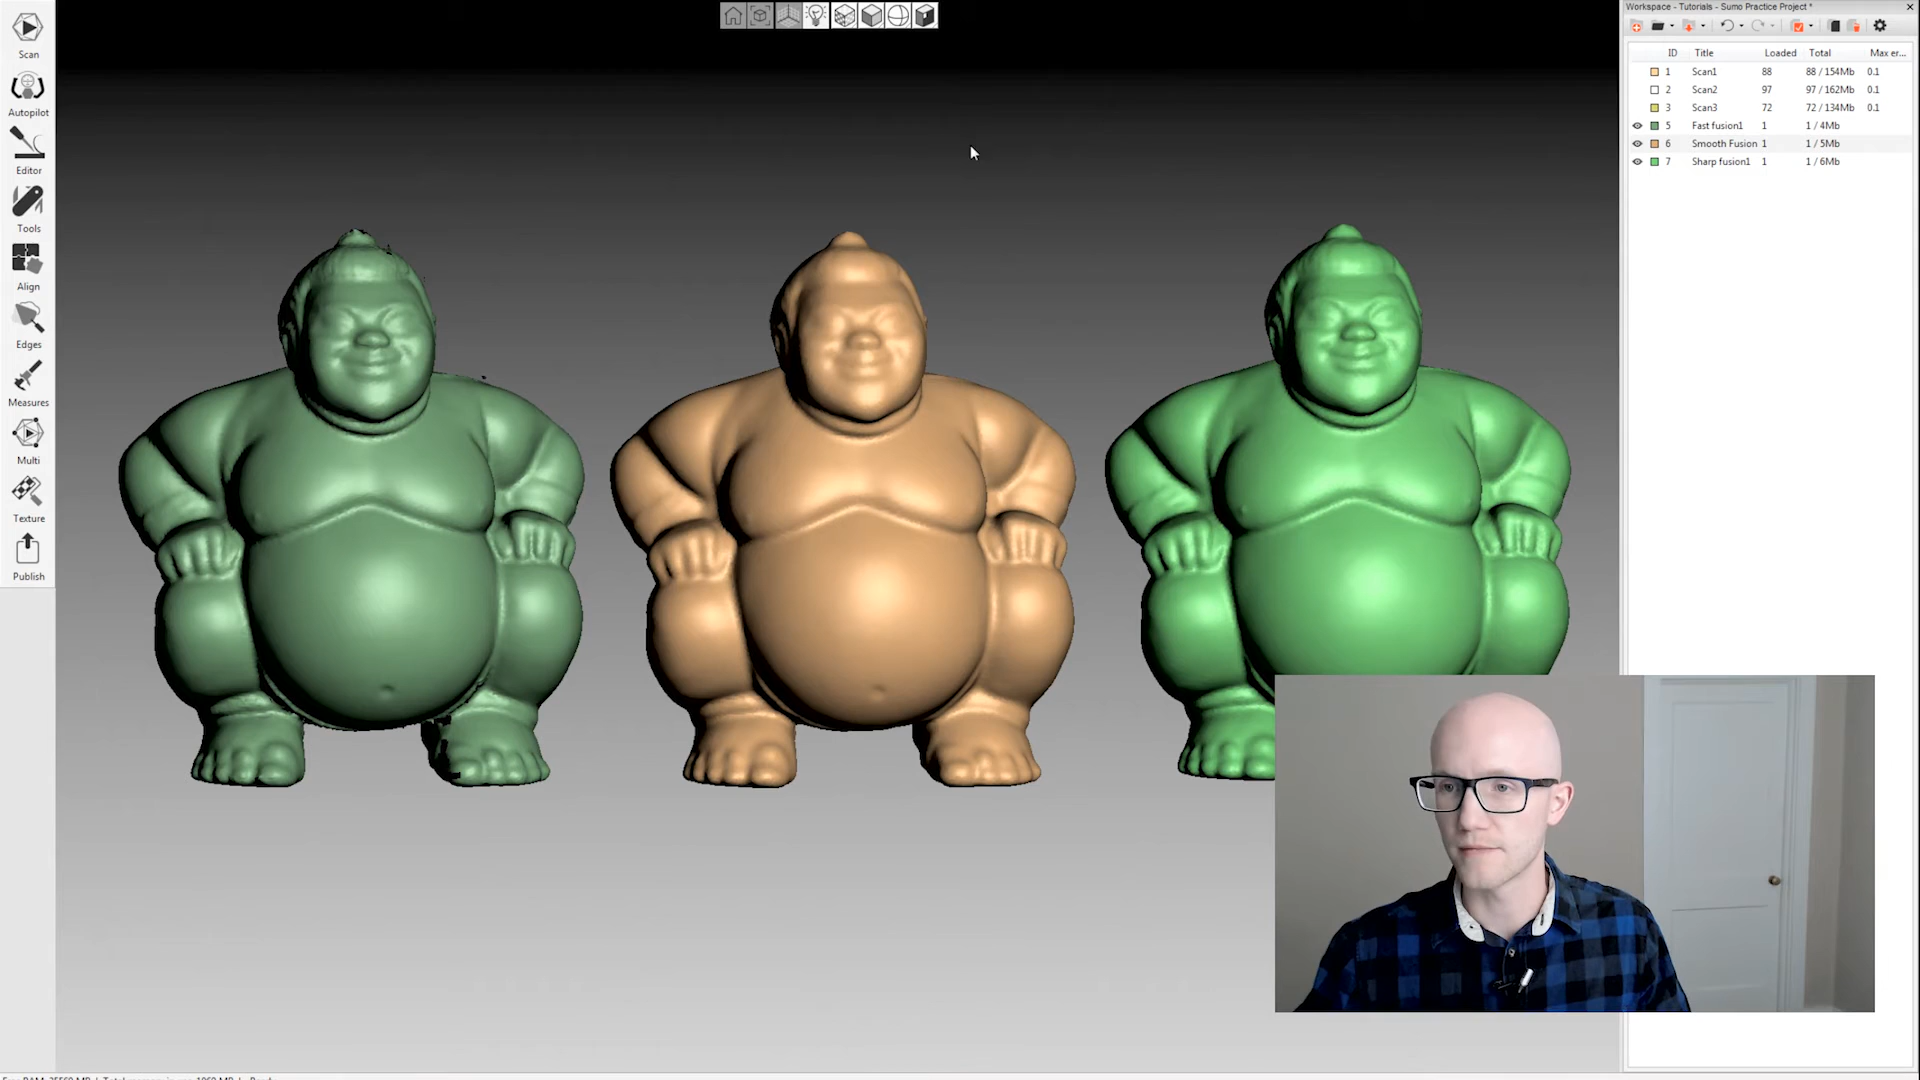 Workspace - Tutorials - Sumo Practice Project *
Scan
Autopilot
Editor
Tools
Align
Edges
Measures
Multi
Texture
Publish
ID Title Loaded Total Max er...
1 Scan1 88 88 / 154Mb 0.1
2 Scan2 97 97 / 162Mb 0.1
3 Scan3 72 72 / 134Mb 0.1
5 Fast fusion1 1 1 / 4Mb
6 Smooth Fusion 1 1 / 5Mb
7 Sharp fusion1 1 1 / 6Mb